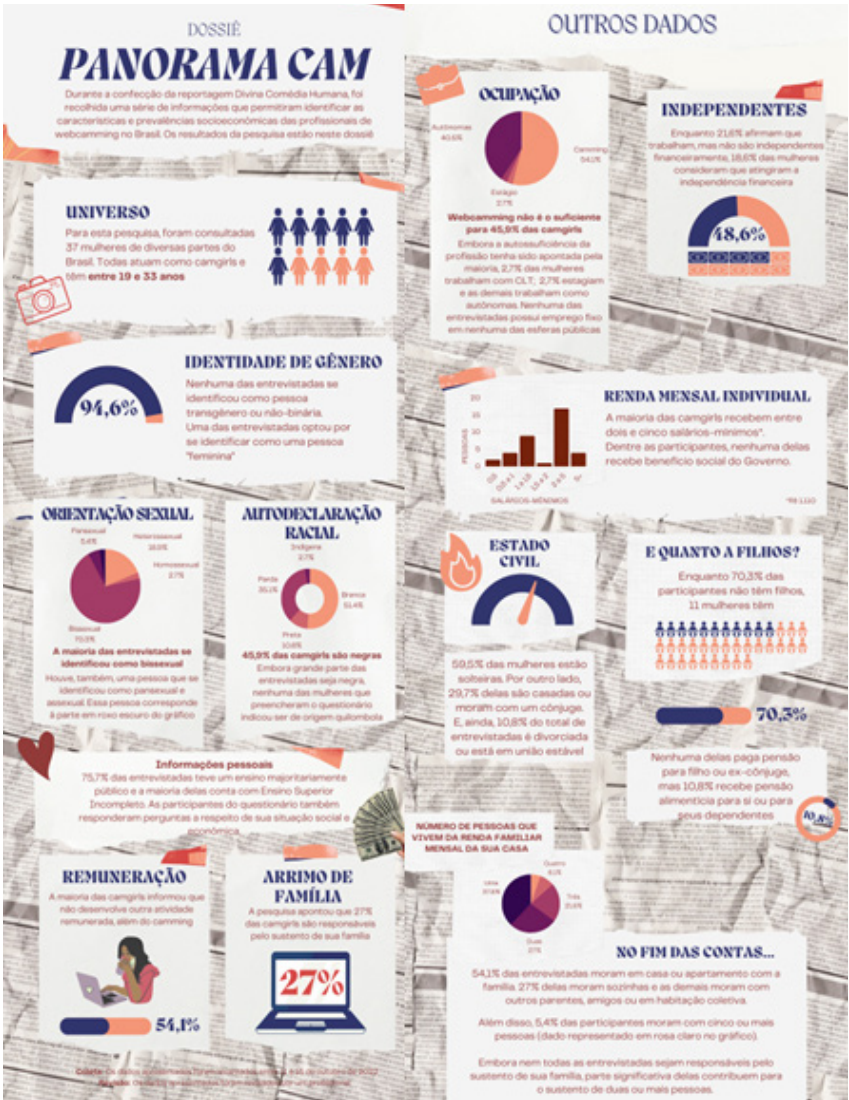 DOSSIÊ
PANORAMA CAM
Durante a confecção da reportagem Divina Comédia Humana, foi
recolhida uma série de informações que permitiram identificar as
características e prevalências socioeconômicas das profissionais de
webcamming no Brasil. Os resultados da pesquisa estão neste dossiê
UNIVERSO
Para esta pesquisa, foram consultadas
37 mulheres de diversas partes do
Brasil. Todas atuam como camgirls e
têm entre 19 e 33 anos
IDENTIDADE DE GÊNERO
94,6%
Nenhuma das entrevistadas se
identificou como pessoa
transgênero ou não-binária.
Uma das entrevistadas optou por
se identificar como uma pessoa
"feminina"
ORIENTAÇÃO SEXUAL
Pansexual
5,4%
Heterossexual
Homossexual
2,7%
Bissexual
70,3%
A maioria das entrevistadas se
identificou como bissexual
Houve, também, uma pessoa que se
identificou como pansexual e
assexual. Essa pessoa corresponde
à parte em roxo escuro do gráfico
AUTODECLARAÇÃO
RACIAL
Indígena
2,7%
Parda
35,1%
Branca
51,4%
Preta
10,8%
45,9% das camgirls são negras
Embora grande parte das
entrevistadas seja negra,
nenhuma das mulheres que
preencheram o questionário
indicou ser de origem quilombola
Informações pessoais
75,7% das entrevistadas teve um ensino majoritariamente
público e a maioria delas conta com Ensino Superior
Incompleto. As participantes do questionário também
responderam perguntas a respeito de sua situação social e
econômica
REMUNERAÇÃO
A maioria das camgirls informou que
não desenvolve outra atividade
remunerada, além do camming
54,1%
ARRIMO DE
FAMÍLIA
A pesquisa apontou que 27%
das camgirls são responsáveis
pelo sustento de sua família
27%
OUTROS DADOS
OCUPAÇÃO
Autônomas
40,5%
Camming
54,1%
Estágio
2,7%
Webcamming não é o suficiente
para 45,9% das camgirls
Embora a autossuficiência da
profissão tenha sido apontada pela
maioria, 2,7% das mulheres
trabalham com CLT; 2,7% estagiam
e as demais trabalham como
autônomas. Nenhuma das
entrevistadas possui emprego fixo
em nenhuma das esferas públicas
INDEPENDENTES
Enquanto 21,6% afirmam que
trabalham, mas não são independentes
financeiramente, 18,6% das mulheres
consideram que atingiram a
independência financeira
48,6%
RENDA MENSAL INDIVIDUAL
20
15
10
5
0
PESSOAS
SALÁRIOS-MÍNIMOS
A maioria das camgirls recebem entre
dois e cinco salários-mínimos*.
Dentre as participantes, nenhuma delas
recebe benefício social do Governo.
ESTADO
CIVIL
59,5% das mulheres estão
solteiras. Por outro lado,
29,7% delas são casadas ou
moram com um cônjuge.
E, ainda, 10,8% do total de
entrevistadas é divorciada
ou está em união estável
E QUANTO A FILHOS?
Enquanto 70,3% das
participantes não têm filhos,
11 mulheres têm
70,3%
Nenhuma delas paga pensão
para filho ou ex-cônjuge,
mas 10,8% recebe pensão
alimentícia para si ou para
seus dependentes
10,8%
NÚMERO DE PESSOAS QUE
VIVEM DA RENDA FAMILIAR
MENSAL DA SUA CASA
Quatro
Três
Duas
27%
NO FIM DAS CONTAS...
54,1% das entrevistadas moram em casa ou apartamento com a
família. 27% delas moram sozinhas e as demais moram com
outros parentes, amigos ou em habitação coletiva.
Além disso, 5,4% das participantes moram com cinco ou mais
pessoas (dado representado em rosa claro no gráfico).
Embora nem todas as entrevistadas sejam responsáveis pelo
sustento de sua família, parte significativa delas contribuem para
o sustento de duas ou mais pessoas.